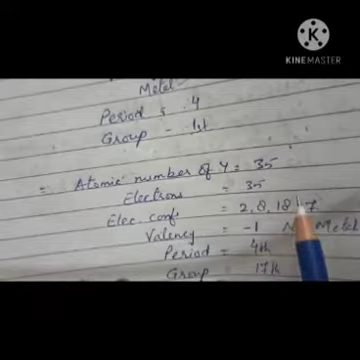 KINEMASTER
Metal
Period = 4
Group - 1st
= Atomic number of Y = 35
Electrons = 35
Elec. conf = 2, 8, 18, 7
Valency = -1 Metal
Period = 4th
Group = 17th